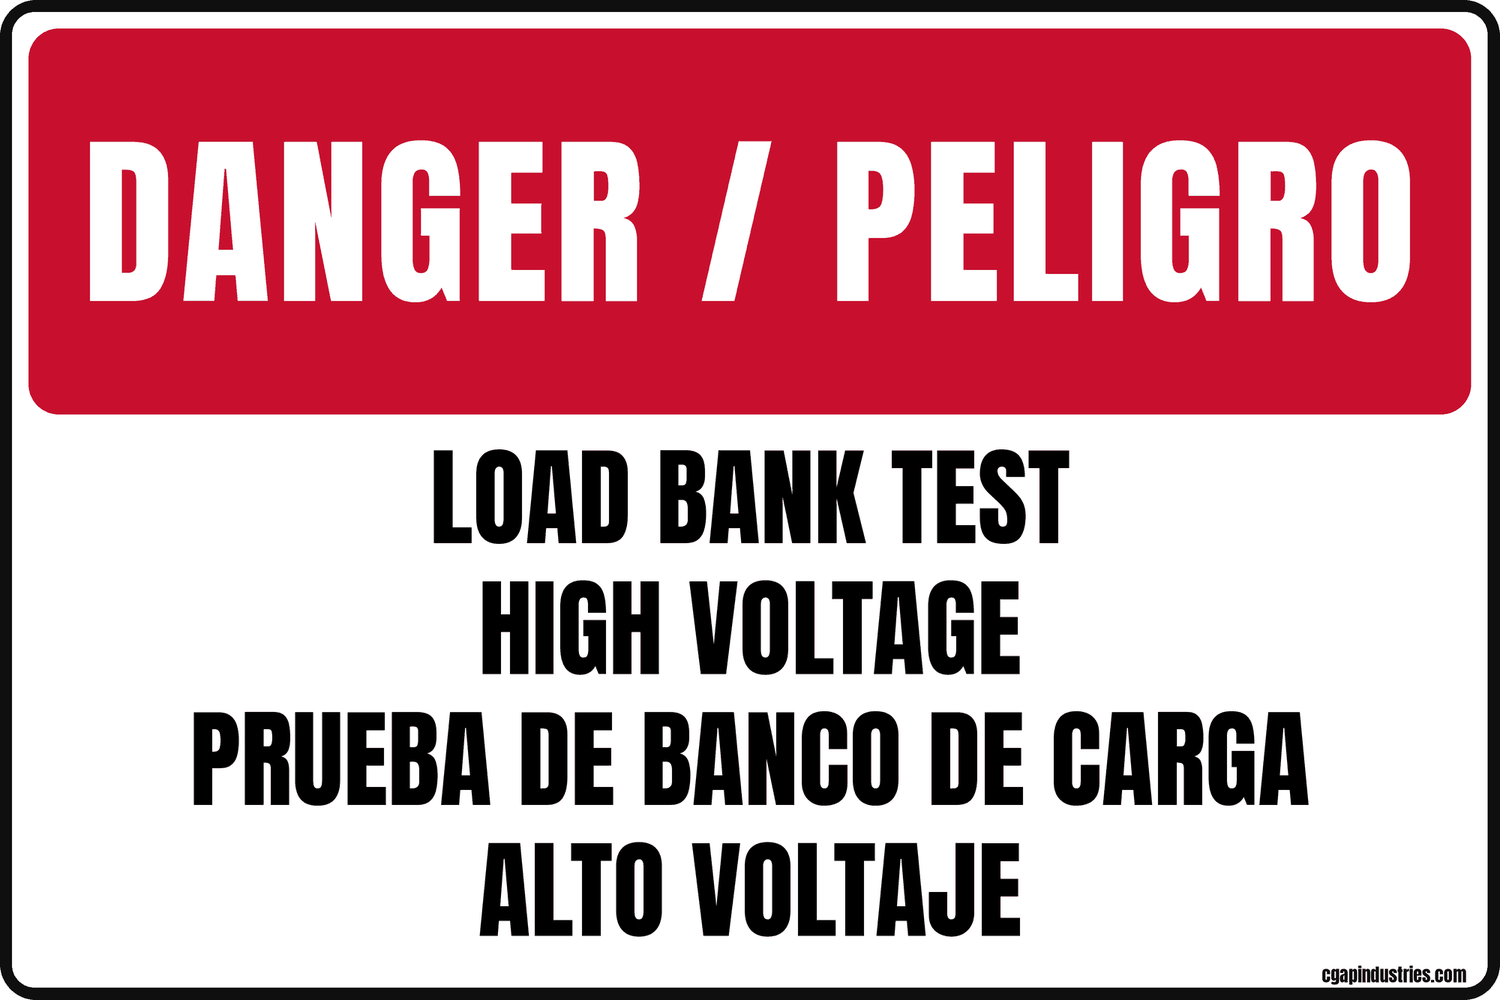 DANGER / PELIGRO
LOAD BANK TEST
HIGH VOLTAGE
PRUEBA DE BANCO DE CARGA
ALTO VOLTAJE
cgapindustries.com